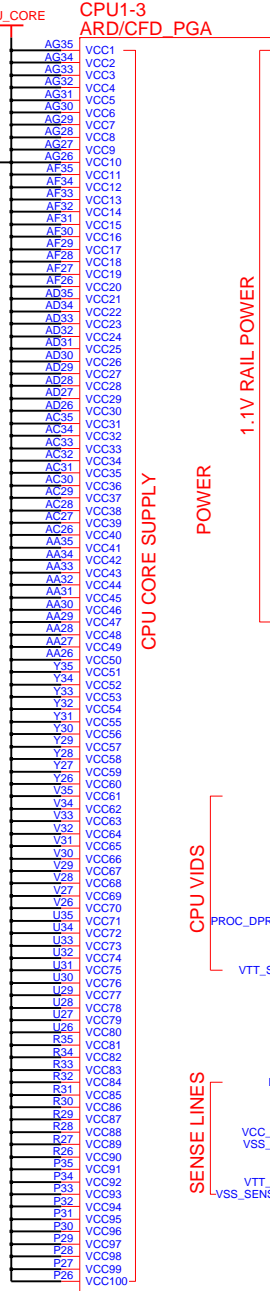 U_CORE
CPU1-3
ARD/CFD_PGA
AG35 VCC1
AG34 VCC2
AG33 VCC3
AG32 VCC4
AG31 VCC5
AG30 VCC6
AG29 VCC7
AG28 VCC8
AG27 VCC9
AG26 VCC10
AF35 VCC11
AF34 VCC12
AF33 VCC13
AF32 VCC14
AF31 VCC15
AF30 VCC16
AF29 VCC17
AF28 VCC18
AF27 VCC19
AF26 VCC20
AD35 VCC21
AD34 VCC22
AD33 VCC23
AD32 VCC24
AD31 VCC25
AD30 VCC26
AD29 VCC27
AD28 VCC28
AD27 VCC29
AD26 VCC30
AC35 VCC31
AC34 VCC32
AC33 VCC33
AC32 VCC34
AC31 VCC35
AC30 VCC36
AC29 VCC37
AC28 VCC38
AC27 VCC39
AC26 VCC40
AA35 VCC41
AA34 VCC42
AA33 VCC43
AA32 VCC44
AA31 VCC45
AA30 VCC46
AA29 VCC47
AA28 VCC48
AA27 VCC49
AA26 VCC50
Y35 VCC51
Y34 VCC52
Y33 VCC53
Y32 VCC54
Y31 VCC55
Y30 VCC56
Y29 VCC57
Y28 VCC58
Y27 VCC59
Y26 VCC60
V35 VCC61
V34 VCC62
V33 VCC63
V32 VCC64
V31 VCC65
V30 VCC66
V29 VCC67
V28 VCC68
V27 VCC69
V26 VCC70
U35 VCC71
U34 VCC72
U33 VCC73
U32 VCC74
U31 VCC75
U30 VCC76
U29 VCC77
U28 VCC78
U27 VCC79
U26 VCC80
R35 VCC81
R34 VCC82
R33 VCC83
R32 VCC84
R31 VCC85
R30 VCC86
R29 VCC87
R28 VCC88
R27 VCC89
R26 VCC90
P35 VCC91
P34 VCC92
P33 VCC93
P32 VCC94
P31 VCC95
P30 VCC96
P29 VCC97
P28 VCC98
P27 VCC99
P26 VCC100
CPU CORE SUPPLY
POWER
1.1V RAIL POWER
CPU VIDS
PROC_DPR
VTT_S
SENSE LINES
VCC_
VSS_
VTT_
VSS_SENS